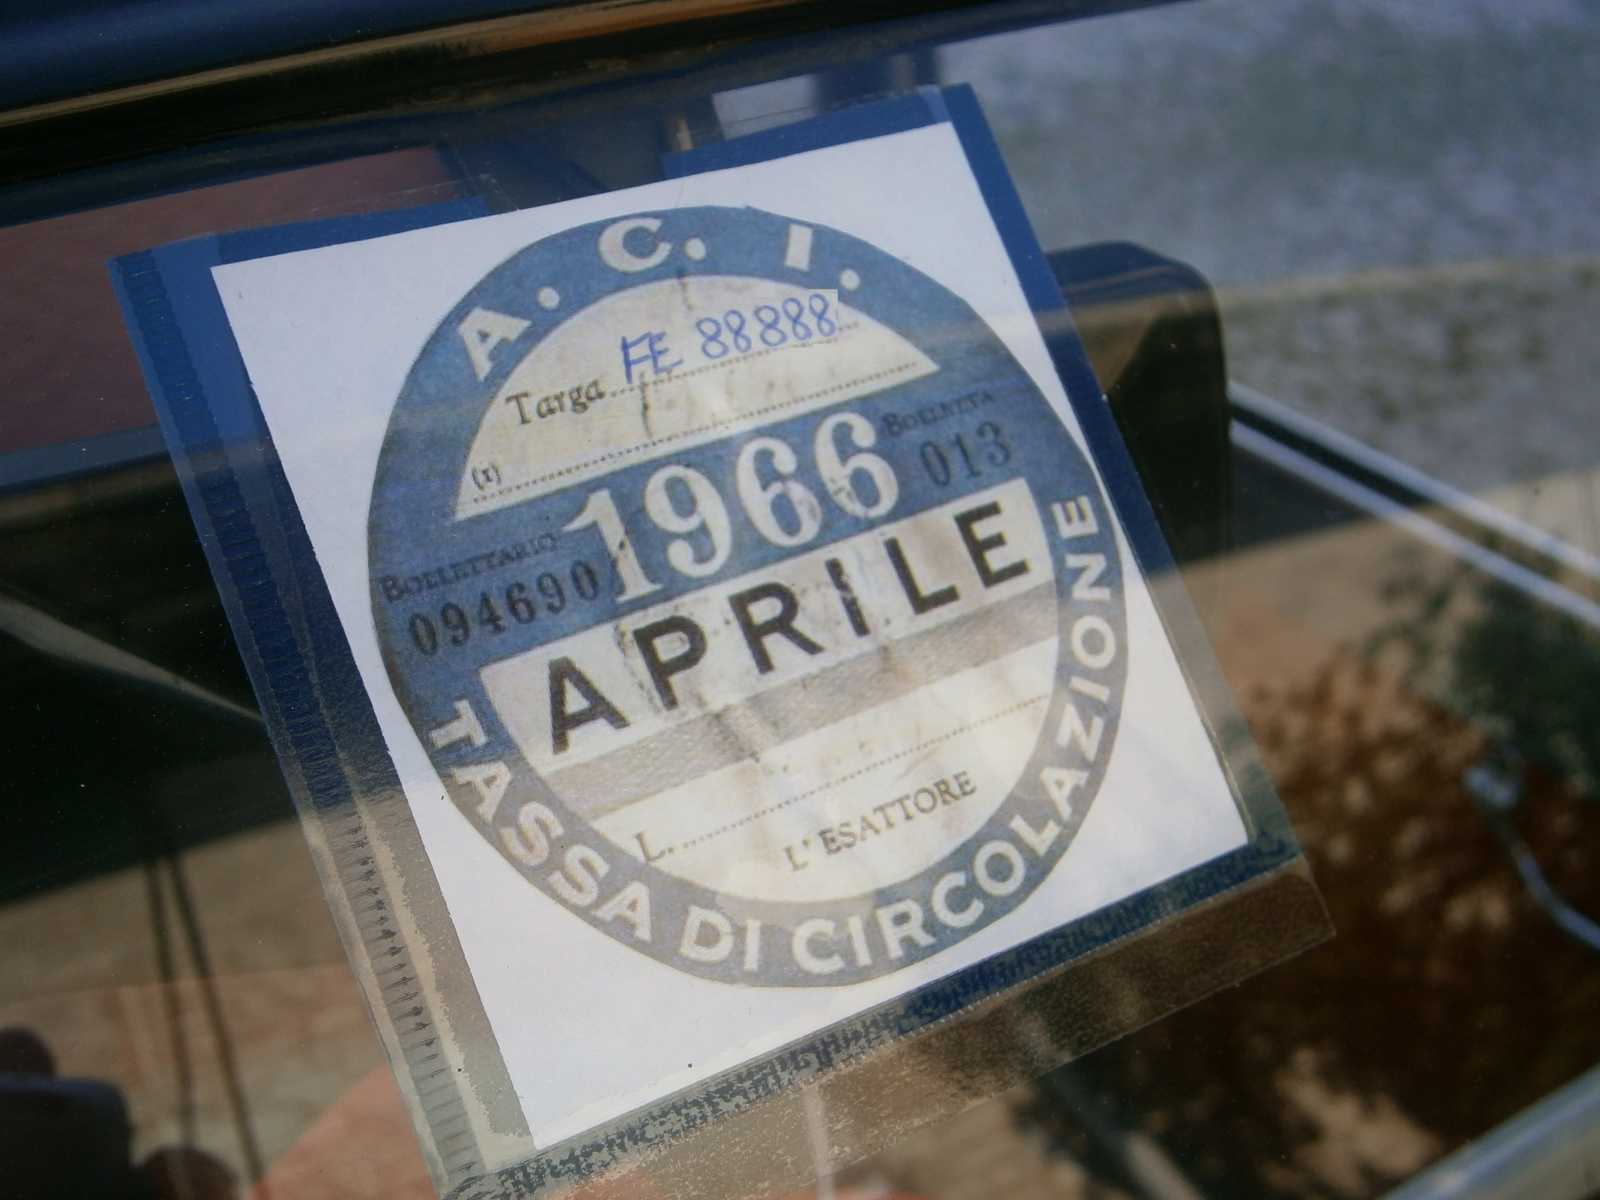 A. C. I.
Targa FE 88888
(1)
BOLLETTARIO 1966 BOLLETTA
094690 013
APRILE
L.
L' ESATTORE
TASSA DI CIRCOLAZIONE